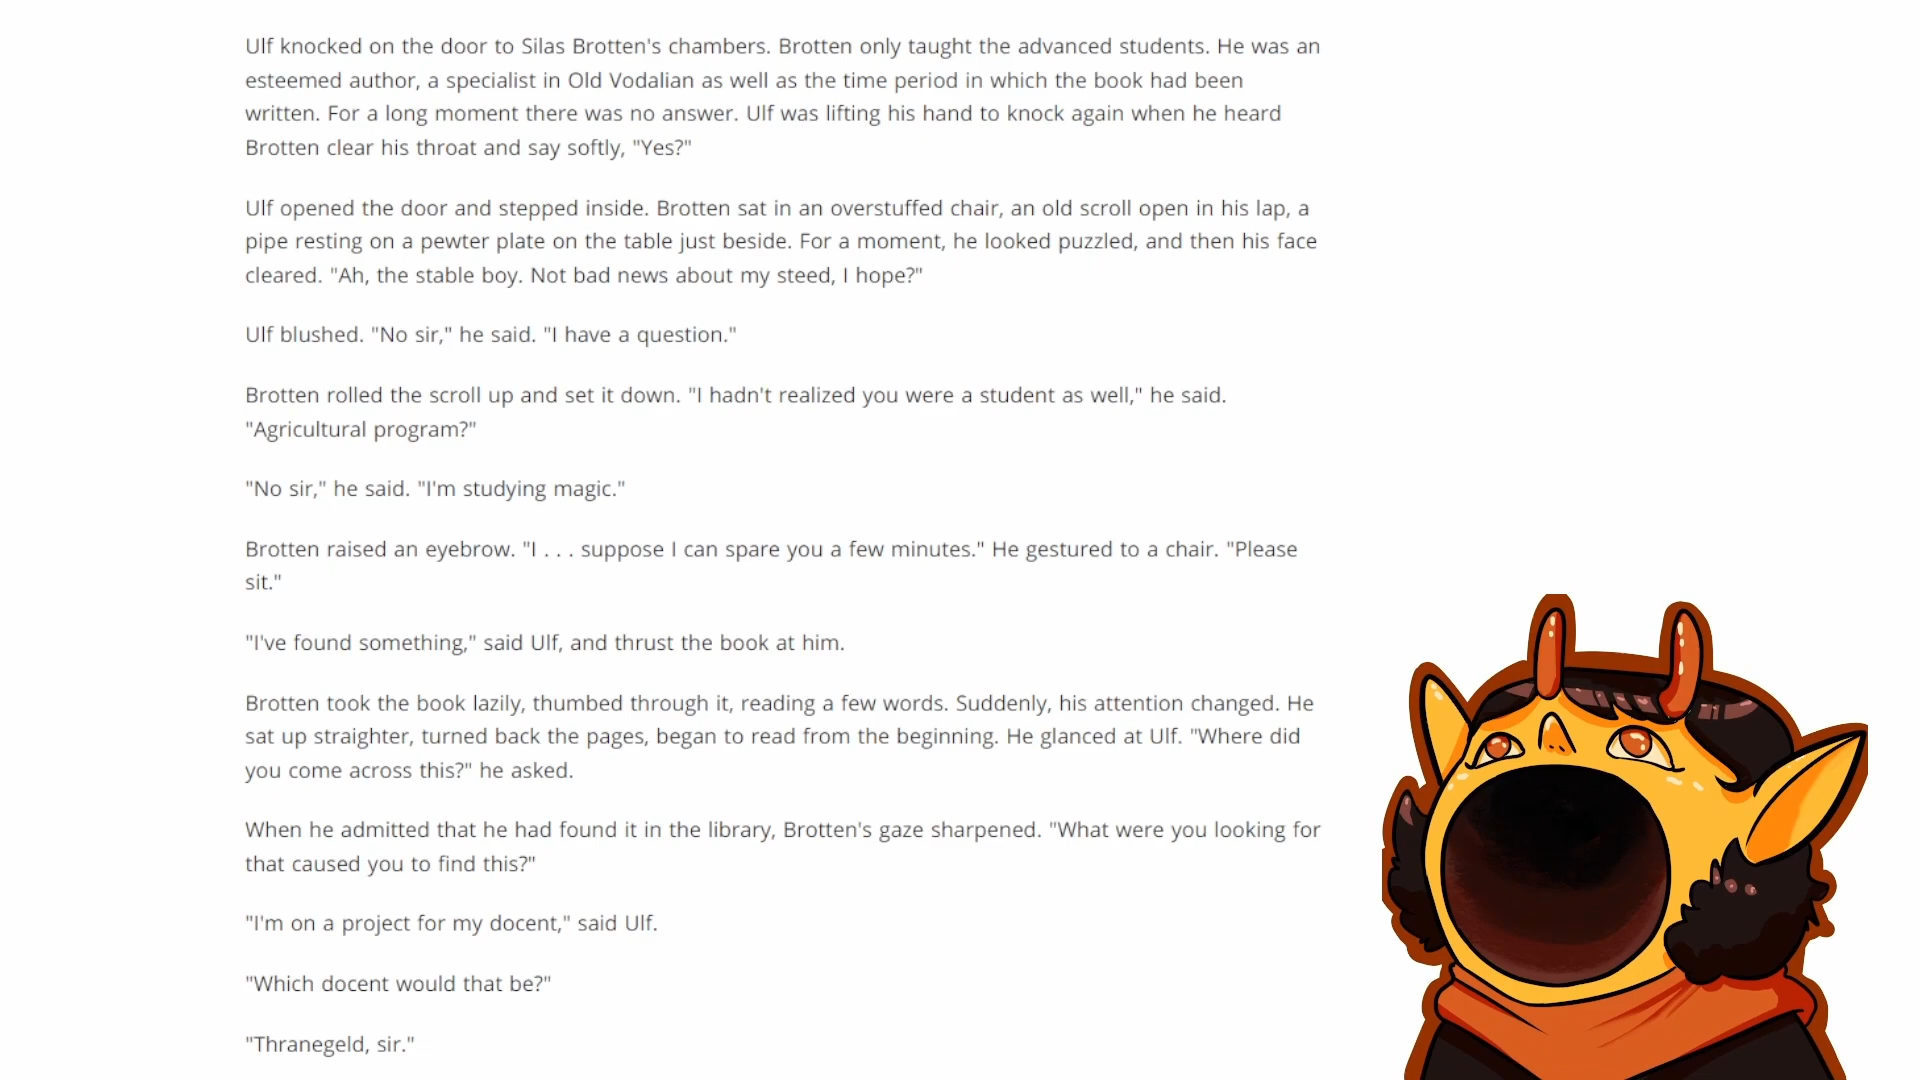 Ulf knocked on the door to Silas Brotten's chambers. Brotten only taught the advanced students. He was an
esteemed author, a specialist in Old Vodalian as well as the time period in which the book had been
written. For a long moment there was no answer. Ulf was lifting his hand to knock again when he heard
Brotten clear his throat and say softly, "Yes?"
Ulf opened the door and stepped inside. Brotten sat in an overstuffed chair, an old scroll open in his lap, a
pipe resting on a pewter plate on the table just beside. For a moment, he looked puzzled, and then his face
cleared. "Ah, the stable boy. Not bad news about my steed, I hope?"
Ulf blushed. "No sir," he said. "I have a question."
Brotten rolled the scroll up and set it down. "I hadn't realized you were a student as well," he said.
"Agricultural program?"
"No sir," he said. "I'm studying magic."
Brotten raised an eyebrow. "I . . . suppose I can spare you a few minutes." He gestured to a chair. "Please
sit."
"I've found something," said Ulf, and thrust the book at him.
Brotten took the book lazily, thumbed through it, reading a few words. Suddenly, his attention changed. He
sat up straighter, turned back the pages, began to read from the beginning. He glanced at Ulf. "Where did
you come across this?" he asked.
When he admitted that he had found it in the library, Brotten's gaze sharpened. "What were you looking for
that caused you to find this?"
"I'm on a project for my docent," said Ulf.
"Which docent would that be?"
"Thranegeld, sir."